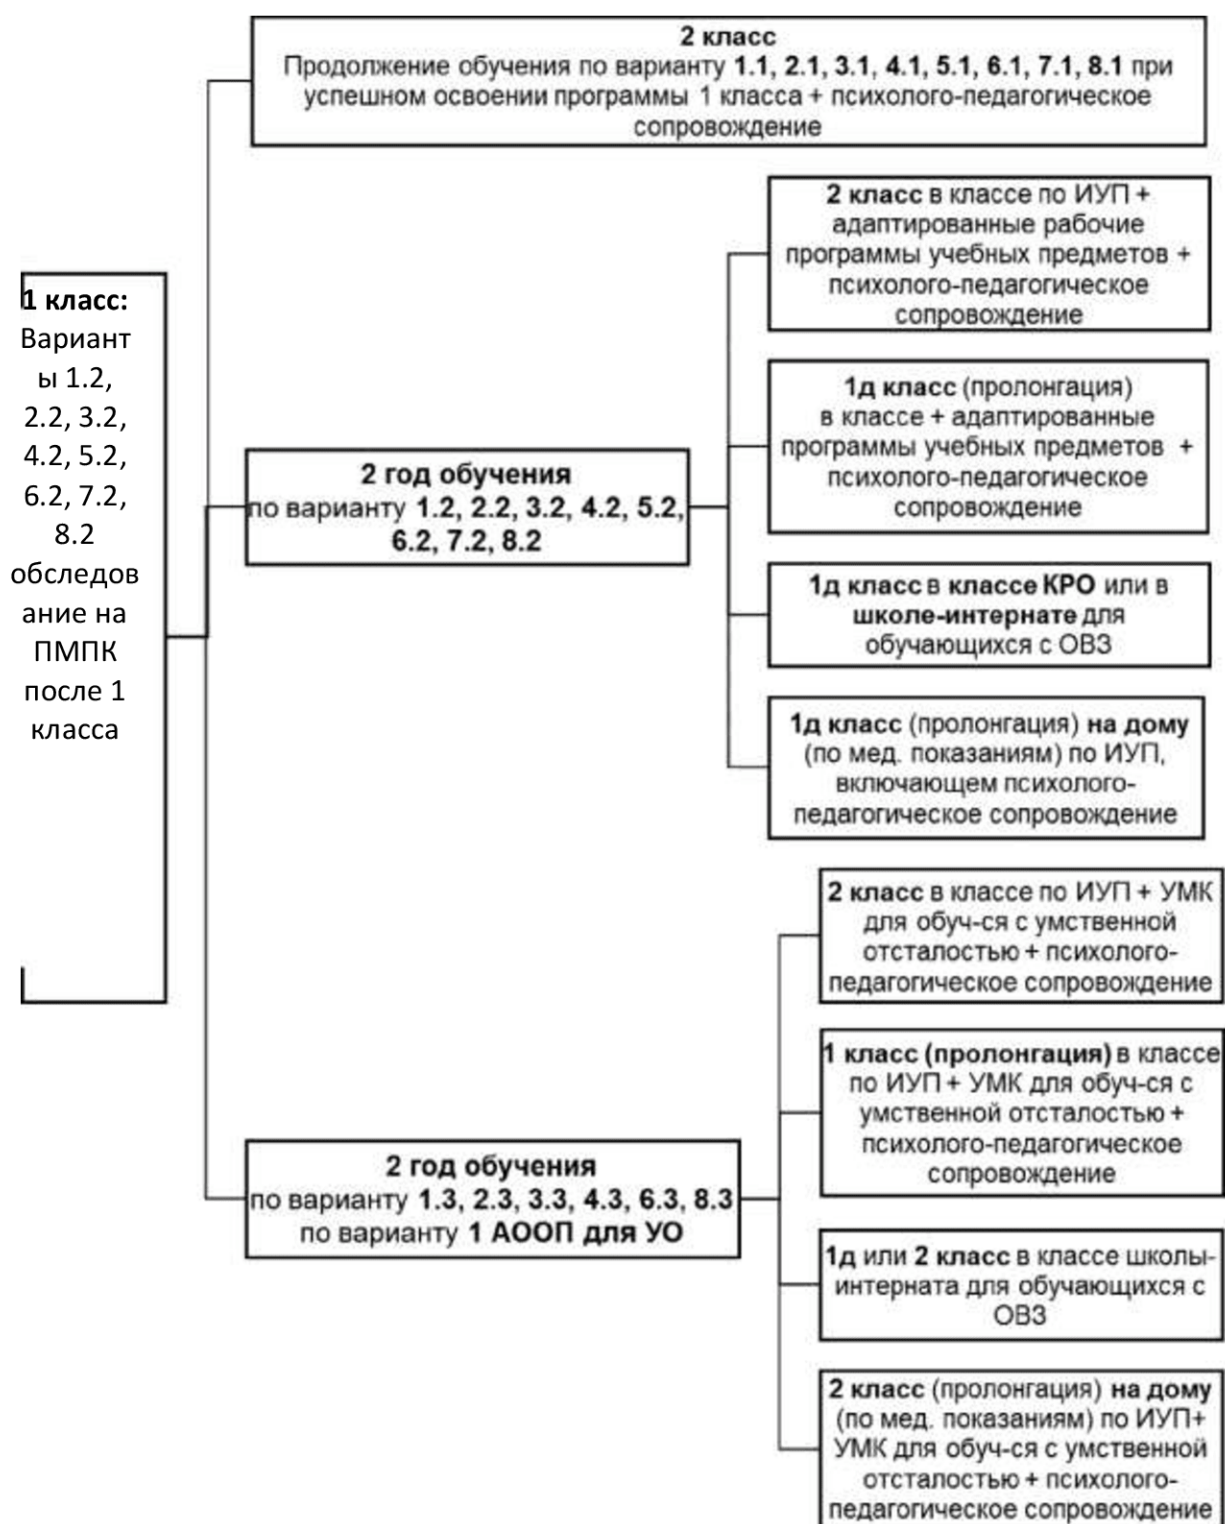 2 класс
Продолжение обучения по варианту 1.1, 2.1, 3.1, 4.1, 5.1, 6.1, 7.1, 8.1 при
успешном освоении программы 1 класса + психолого-педагогическое
сопровождение
1 класс:
Вариант
ы 1.2,
2.2, 3.2,
4.2, 5.2,
6.2, 7.2,
8.2
обследов
ание на
ПМПК
после 1
класса
2 год обучения
по варианту 1.2, 2.2, 3.2, 4.2, 5.2,
6.2, 7.2, 8.2
2 класс в классе по ИУП +
адаптированные рабочие
программы учебных предметов +
психолого-педагогическое
сопровождение
1д класс (пролонгация)
в классе + адаптированные
программы учебных предметов +
психолого-педагогическое
сопровождение
1д класс в классе КРО или в
школе-интернате для
обучающихся с ОВЗ
1д класс (пролонгация) на дому
(по мед. показаниям) по ИУП,
включающем психолого-
педагогическое сопровождение
2 год обучения
по варианту 1.3, 2.3, 3.3, 4.3, 6.3, 8.3
по варианту 1 АООП для УО
2 класс в классе по ИУП + УМК
для обуч-ся с умственной
отсталостью + психолого-
педагогическое сопровождение
1 класс (пролонгация) в классе
по ИУП + УМК для обуч-ся с
умственной отсталостью +
психолого-педагогическое
сопровождение
1д или 2 класс в классе школы-
интерната для обучающихся с
ОВЗ
2 класс (пролонгация) на дому
(по мед. показаниям) по ИУП+
УМК для обуч-ся с умственной
отсталостью + психолого-
педагогическое сопровождение